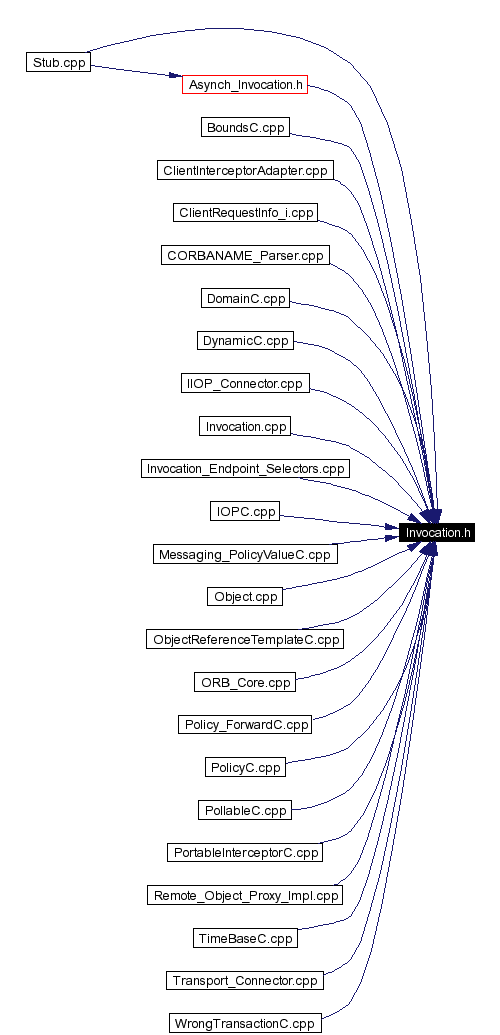 Stub.cpp
Asynch_Invocation.h
BoundsC.cpp
ClientInterceptorAdapter.cpp
ClientRequestInfo_i.cpp
CORBANAME_Parser.cpp
DomainC.cpp
DynamicC.cpp
IIOP_Connector.cpp
Invocation.cpp
Invocation_Endpoint_Selectors.cpp
IOPC.cpp
Invocation.h
Messaging_PolicyValueC.cpp
Object.cpp
ObjectReferenceTemplateC.cpp
ORB_Core.cpp
Policy_ForwardC.cpp
PolicyC.cpp
PollableC.cpp
PortableInterceptorC.cpp
Remote_Object_Proxy_Impl.cpp
TimeBaseC.cpp
Transport_Connector.cpp
WrongTransactionC.cpp